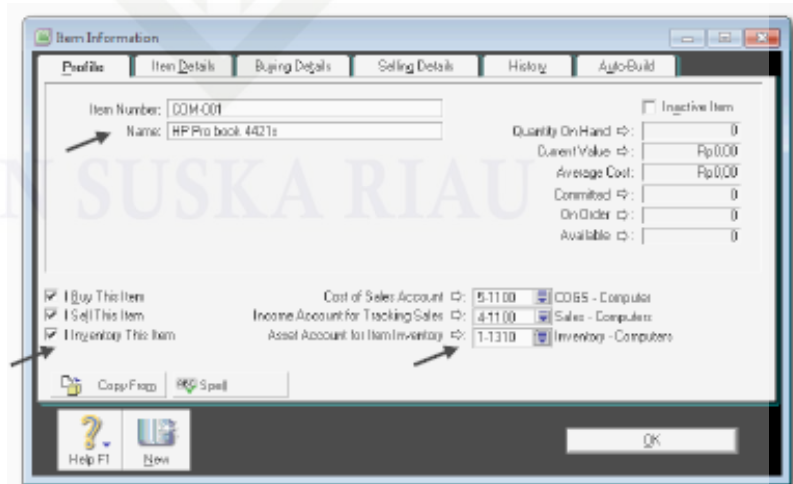 Item Information
Profile Item Details Buying Details Selling Details History Auto-Build
Item Number: COM-001
Name: HP Pro book 4421s
Inactive Item
Quantity On Hand ⇨: 0
Current Value ⇨: Rp0,00
Average Cost: Rp0,00
Committed ⇨: 0
On Order ⇨: 0
Available ⇨: 0
N SUSKA RIAU
I Buy This Item
I Sell This Item
I Inventory This Item
Cost of Sales Account ⇨: 5-1100 COGS - Computer
Income Account for Tracking Sales ⇨: 4-1100 Sales - Computers
Asset Account for Item Inventory ⇨: 1-1310 Inventory - Computers
Copy From Spell
Help F1 New
OK